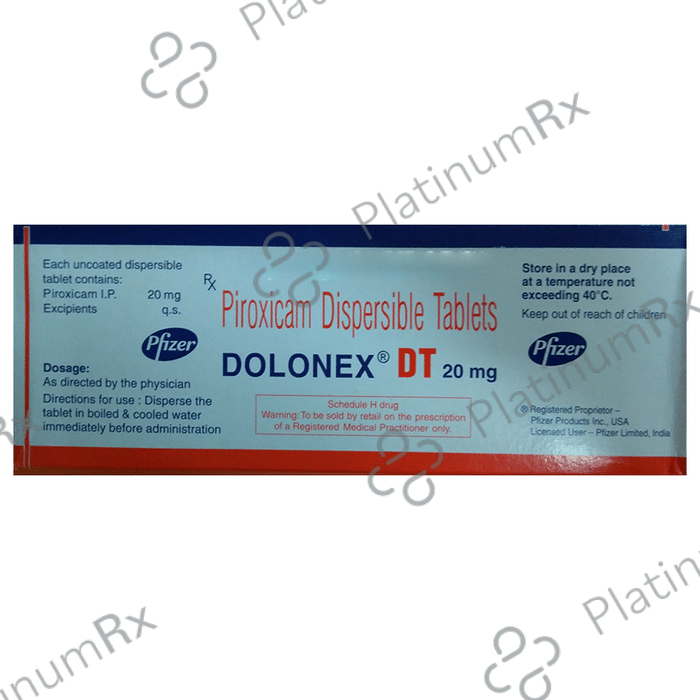 Each uncoated dispersible
tablet contains:
Piroxicam I.P. 20 mg
Excipients q.s.
Pfizer
Dosage:
As directed by the physician
Directions for use : Disperse the
tablet in boiled & cooled water
immediately before administration
Rx
Piroxicam Dispersible Tablets
DOLONEX® DT 20 mg
Schedule H drug
Warning: To be sold by retail on the prescription
of a Registered Medical Practitioner only.
Store in a dry place
at a temperature not
exceeding 40°C.
Keep out of reach of children
Pfizer
® Registered Proprietor –
Pfizer Products Inc., USA
Licensed User – Pfizer Limited, India
PlatinumRx
PlatinumRx
PlatinumRx
PlatinumRx
PlatinumRx
Rx